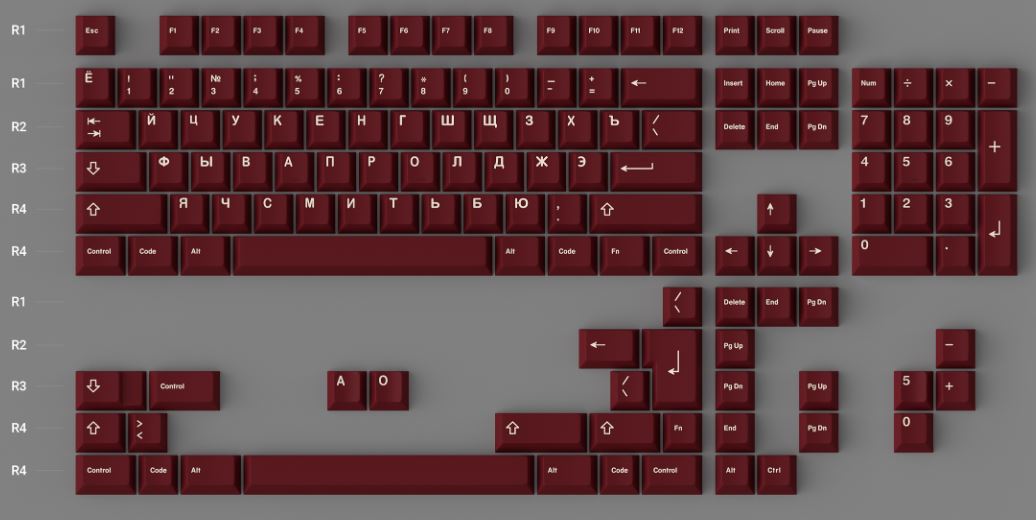 R1 Esc F1 F2 F3 F4 F5 F6 F7 F8 F9 F10 F11 F12 Print Scroll Pause
R1 Ё ! 1 " 2 № 3 ; 4 % 5 : 6 ? 7 * 8 ( 9 ) 0 _ - + = ← Insert Home Pg Up Num ÷ × −
R2 ⇤ ⇥ Й Ц У К Е Н Г Ш Щ З Х Ъ / \ Delete End Pg Dn 7 8 9 +
R3 ⇩ Ф Ы В А П Р О Л Д Ж Э ↵ 4 5 6
R4 ⇧ Я Ч С М И Т Ь Б Ю , . ⇧ ↑ 1 2 3 ↵
R4 Control Code Alt Alt Code Fn Control ← ↓ → 0 .
R1 / \ Delete End Pg Dn
R2 ← ↵ Pg Up −
R3 ⇩ Control А О / \ Pg Dn Pg Up 5 +
R4 ⇧ > < ⇧ ⇧ Fn End Pg Dn 0
R4 Control Code Alt Alt Code Control Alt Ctrl